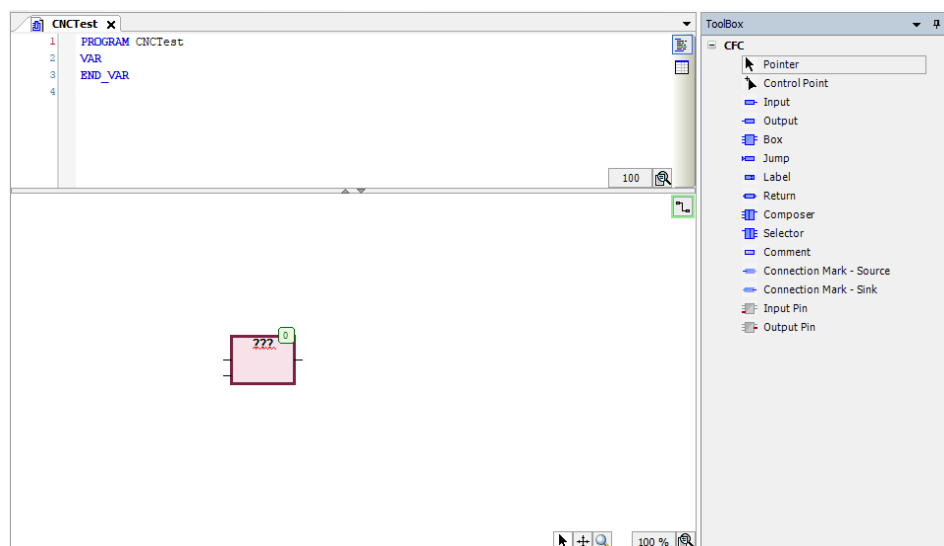 CNCTest
1 PROGRAM CNCTest
2 VAR
3 END_VAR
4
100
0
???
100 %
ToolBox
CFC
Pointer
Control Point
Input
Output
Box
Jump
Label
Return
Composer
Selector
Comment
Connection Mark - Source
Connection Mark - Sink
Input Pin
Output Pin